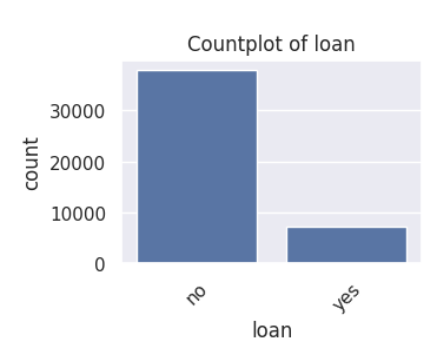 Countplot of loan
30000
20000
10000
0
count
no
yes
loan